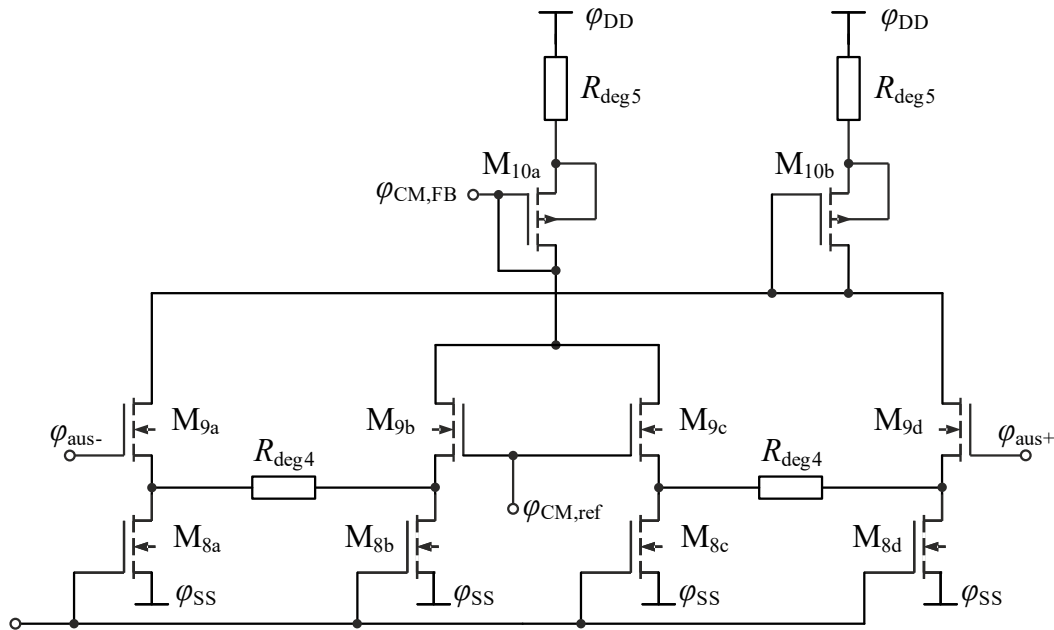 φDD φDD
Rdeg5 Rdeg5
M10a M10b
φCM,FB
M9a M9b M9c M9d
φaus- φaus+
Rdeg4 Rdeg4
φCM,ref
M8a M8b M8c M8d
φSS φSS φSS φSS